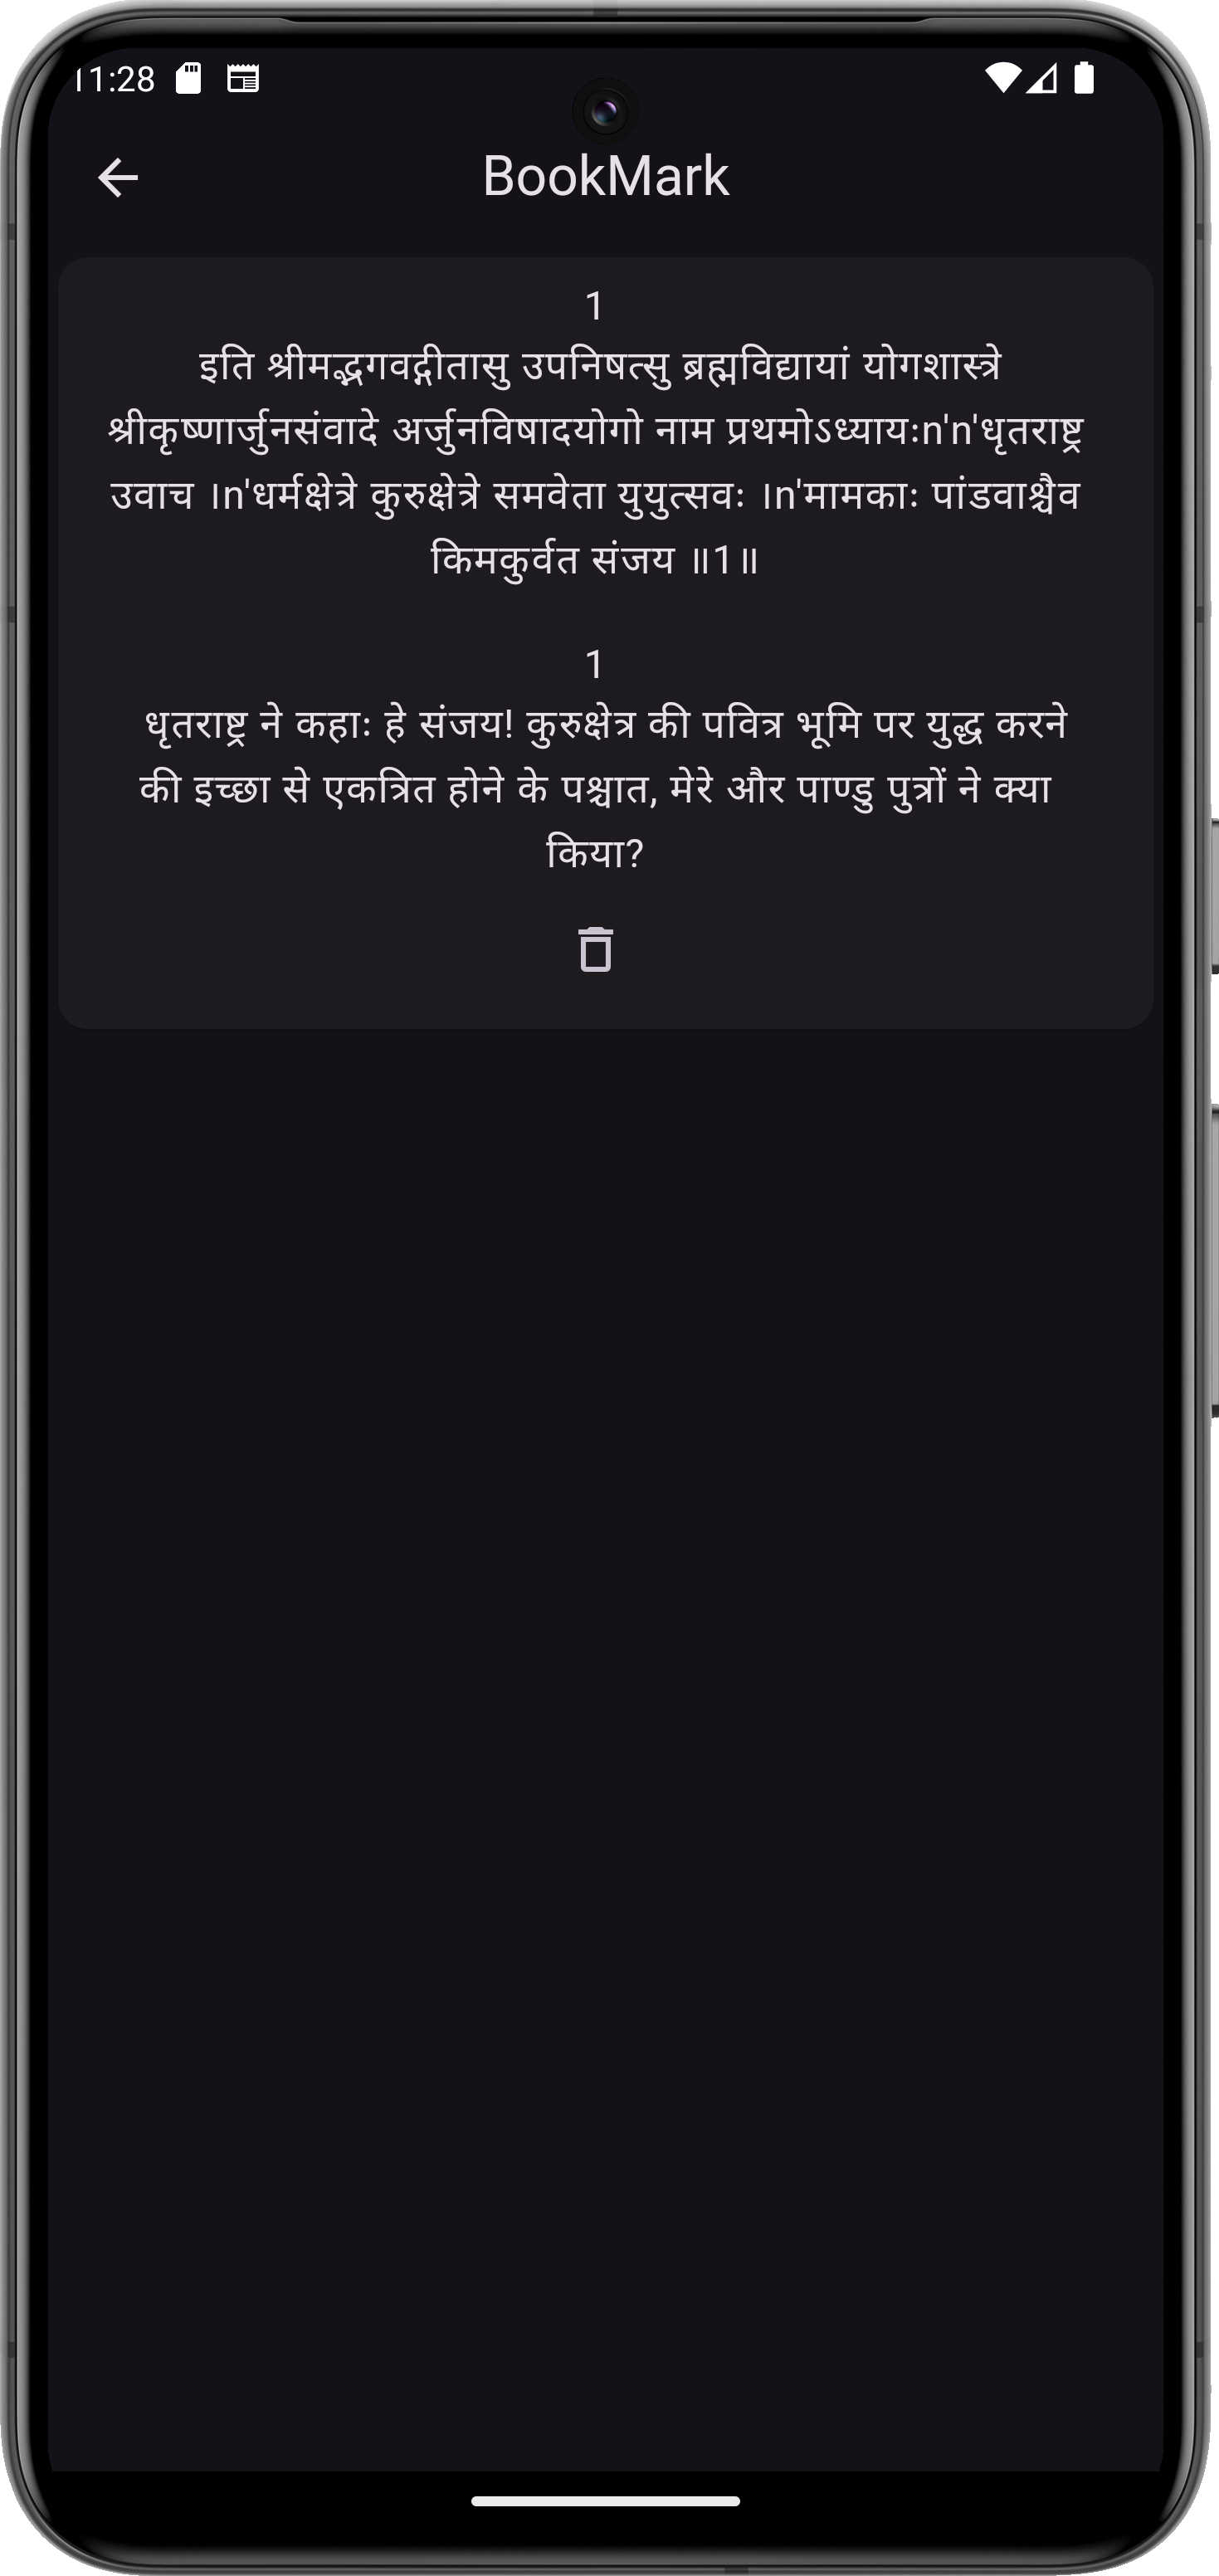 11:28
BookMark
1
इति श्रीमद्भगवद्गीतासु उपनिषत्सु ब्रह्मविद्यायां योगशास्त्रे
श्रीकृष्णार्जुनसंवादे अर्जुनविषादयोगो नाम प्रथमोऽध्यायःn'n'धृतराष्ट्र
उवाच ।n'धर्मक्षेत्रे कुरुक्षेत्रे समवेता युयुत्सवः ।n'मामकाः पांडवाश्चैव
किमकुर्वत संजय ॥1॥
1
धृतराष्ट्र ने कहाः हे संजय! कुरुक्षेत्र की पवित्र भूमि पर युद्ध करने
की इच्छा से एकत्रित होने के पश्चात, मेरे और पाण्डु पुत्रों ने क्या
किया?